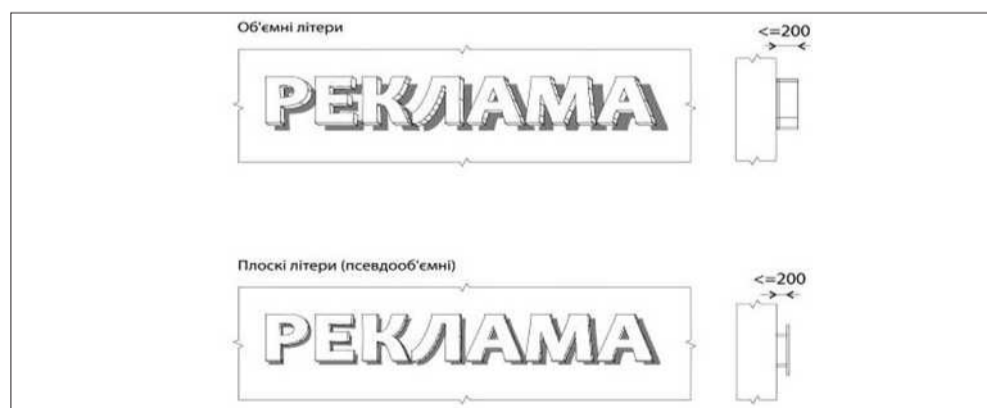 Об'ємні літери
<=200
РЕКЛАМА
Плоскі літери (псевдооб'ємні)
<=200
РЕКЛАМА